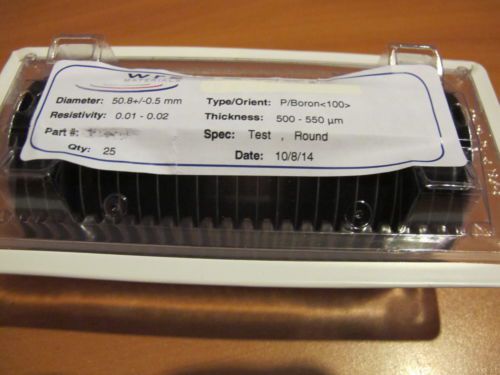 Diameter: 50.8+/-0.5 mm Type/Orient: P/Boron<100>
Resistivity: 0.01 - 0.02 Thickness: 500 - 550 µm
Part #: Spec: Test , Round
Qty: 25 Date: 10/8/14